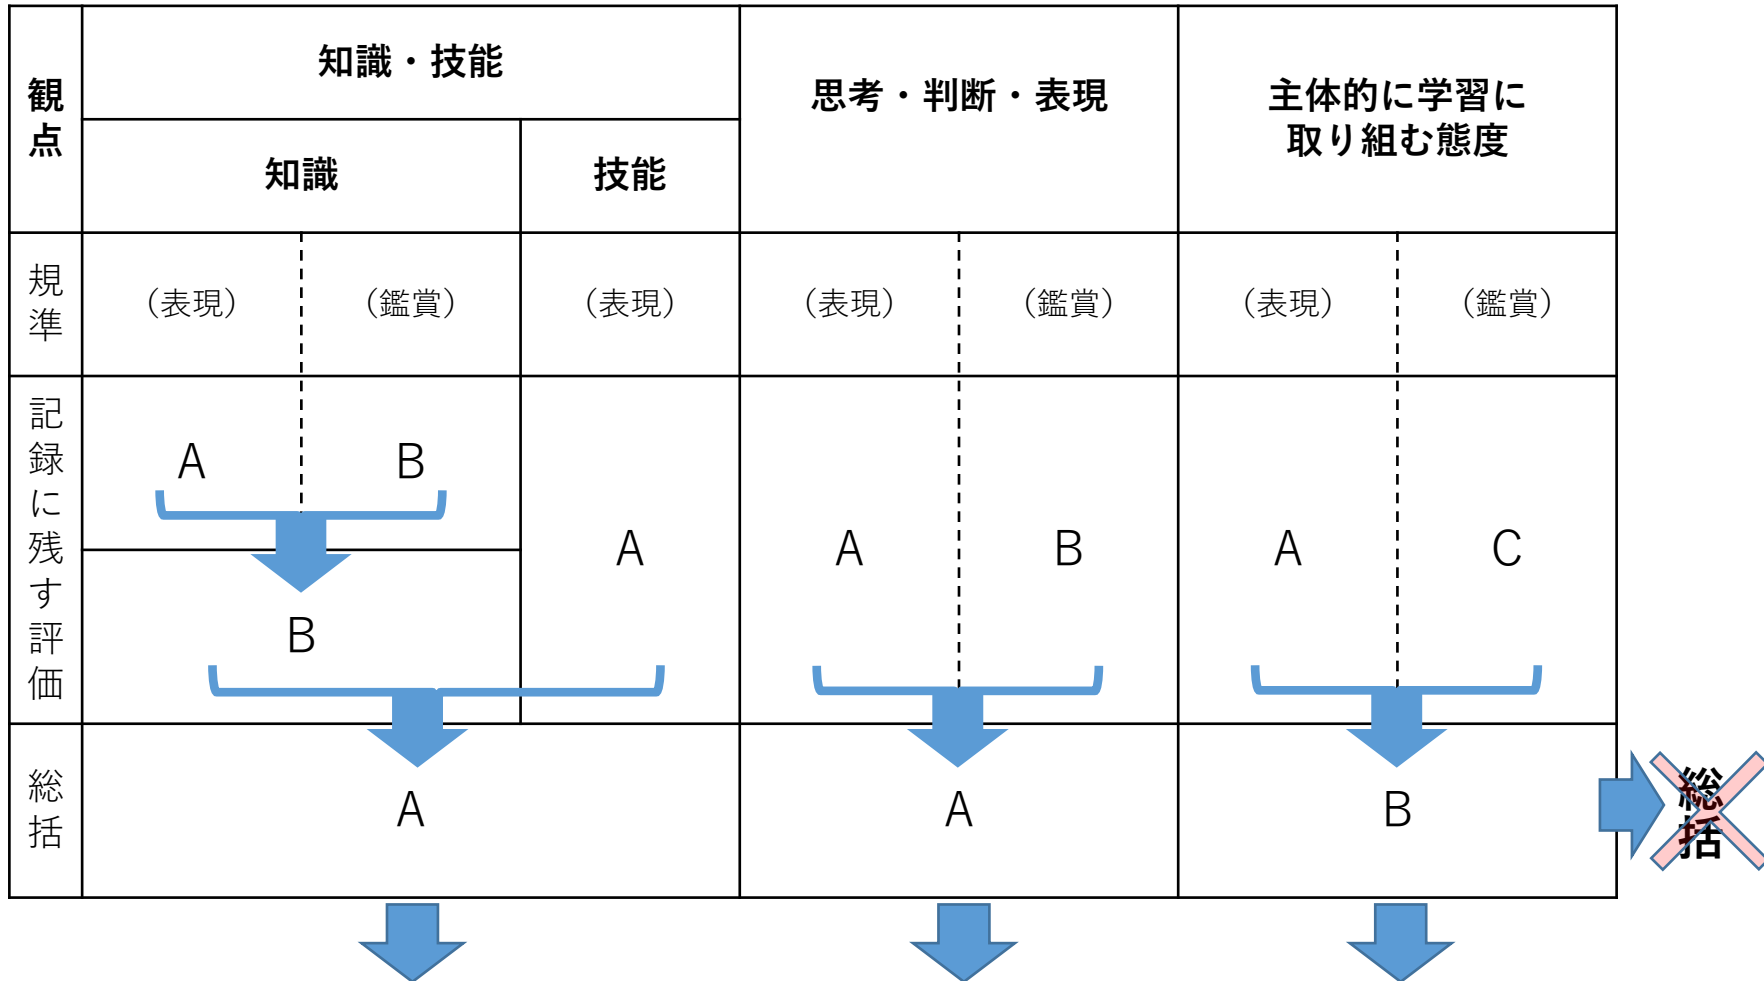 観点
知識・技能
思考・判断・表現
主体的に学習に
取り組む態度
知識
技能
規準
（表現）
（鑑賞）
（表現）
（表現）
（鑑賞）
（表現）
（鑑賞）
記録に残す評価
A
B
A
A
B
A
C
B
総括
A
A
B
総括